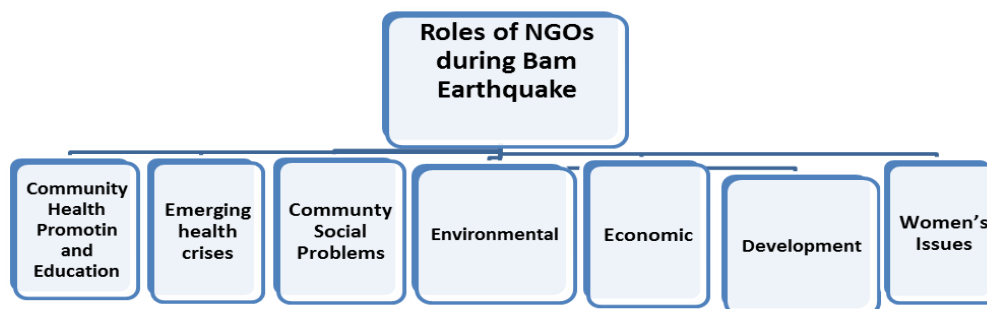 Roles of NGOs
during Bam
Earthquake
Community
Health
Promotin
and
Education
Emerging
health
crises
Communty
Social
Problems
Environmental
Economic
Development
Women's
Issues